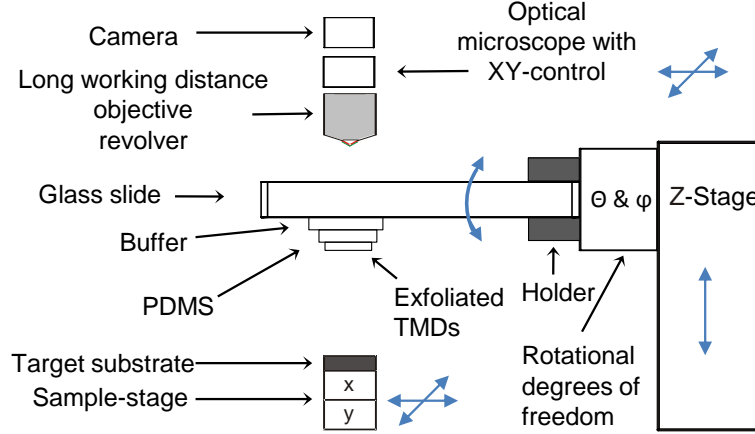 Camera
Optical
microscope with
XY-control
Long working distance
objective
revolver
Glass slide
Θ & φ
Z-Stage
Buffer
PDMS
Exfoliated
TMDs
Holder
Target substrate
Sample-stage
x
y
Rotational
degrees of
freedom